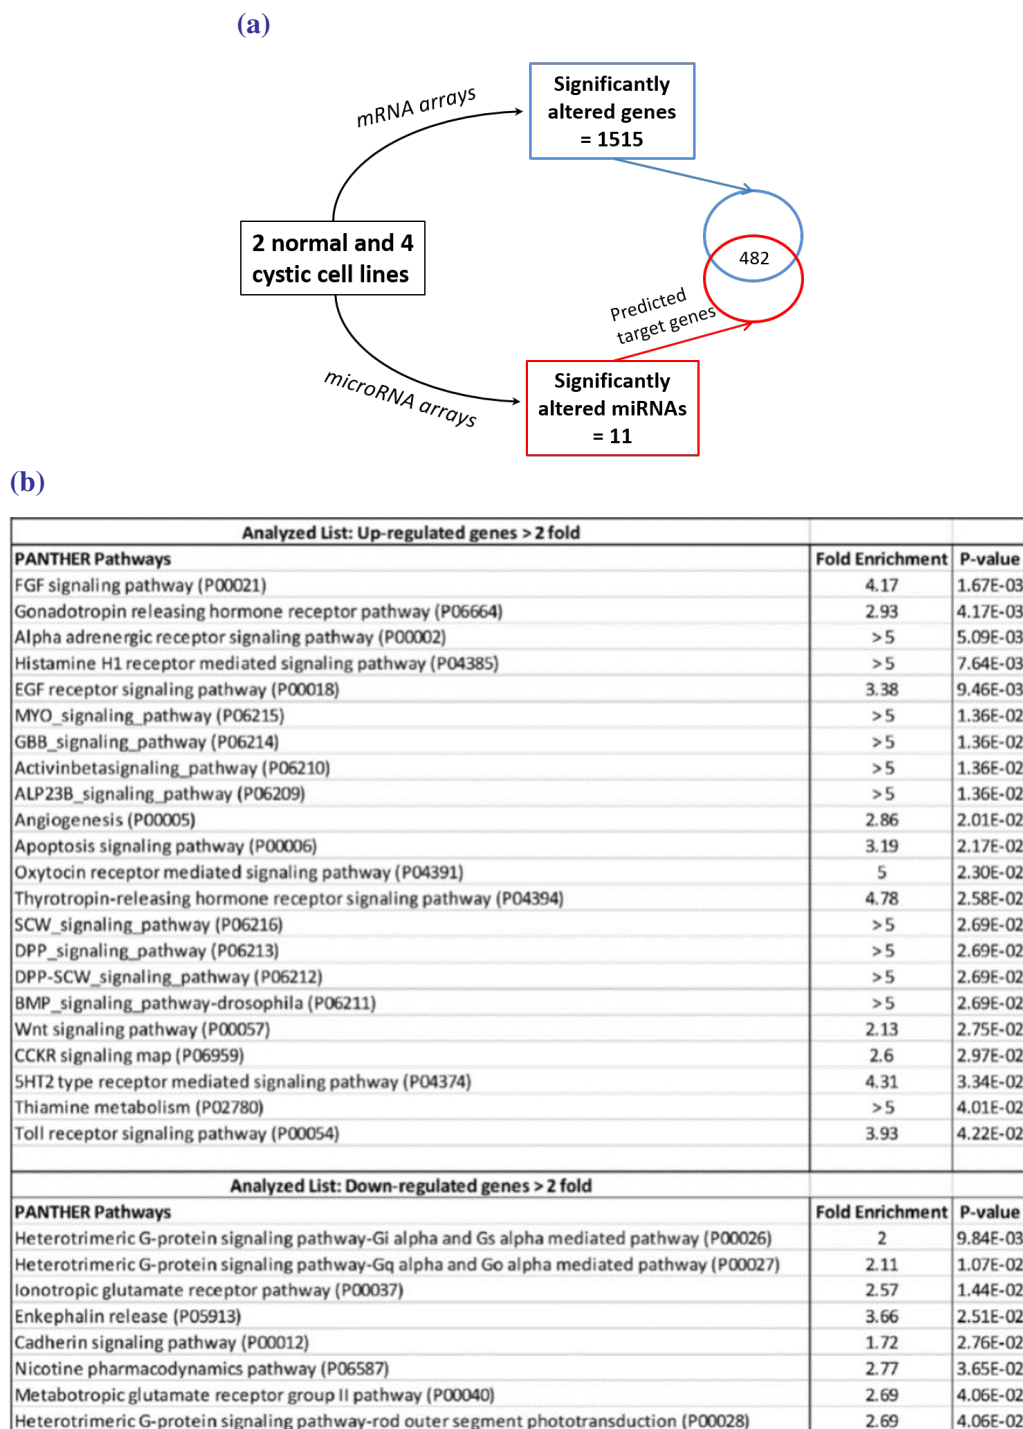 (a)
mRNA arrays
Significantly
altered genes
= 1515
2 normal and 4
cystic cell lines
482
Predicted
target genes
microRNA arrays
Significantly
altered miRNAs
= 11
(b)
Analyzed List: Up-regulated genes > 2 fold
PANTHER Pathways Fold Enrichment P-value
FGF signaling pathway (P00021) 4.17 1.67E-03
Gonadotropin releasing hormone receptor pathway (P06664) 2.93 4.17E-03
Alpha adrenergic receptor signaling pathway (P00002) > 5 5.09E-03
Histamine H1 receptor mediated signaling pathway (P04385) > 5 7.64E-03
EGF receptor signaling pathway (P00018) 3.38 9.46E-03
MYO_signaling_pathway (P06215) > 5 1.36E-02
GBB_signaling_pathway (P06214) > 5 1.36E-02
Activinbetasignaling_pathway (P06210) > 5 1.36E-02
ALP23B_signaling_pathway (P06209) > 5 1.36E-02
Angiogenesis (P00005) 2.86 2.01E-02
Apoptosis signaling pathway (P00006) 3.19 2.17E-02
Oxytocin receptor mediated signaling pathway (P04391) 5 2.30E-02
Thyrotropin-releasing hormone receptor signaling pathway (P04394) 4.78 2.58E-02
SCW_signaling_pathway (P06216) > 5 2.69E-02
DPP_signaling_pathway (P06213) > 5 2.69E-02
DPP-SCW_signaling_pathway (P06212) > 5 2.69E-02
BMP_signaling_pathway-drosophila (P06211) > 5 2.69E-02
Wnt signaling pathway (P00057) 2.13 2.75E-02
CCKR signaling map (P06959) 2.6 2.97E-02
5HT2 type receptor mediated signaling pathway (P04374) 4.31 3.34E-02
Thiamine metabolism (P02780) > 5 4.01E-02
Toll receptor signaling pathway (P00054) 3.93 4.22E-02
Analyzed List: Down-regulated genes > 2 fold
PANTHER Pathways Fold Enrichment P-value
Heterotrimeric G-protein signaling pathway-Gi alpha and Gs alpha mediated pathway (P00026) 2 9.84E-03
Heterotrimeric G-protein signaling pathway-Gq alpha and Go alpha mediated pathway (P00027) 2.11 1.07E-02
Ionotropic glutamate receptor pathway (P00037) 2.57 1.44E-02
Enkephalin release (P05913) 3.66 2.51E-02
Cadherin signaling pathway (P00012) 1.72 2.76E-02
Nicotine pharmacodynamics pathway (P06587) 2.77 3.65E-02
Metabotropic glutamate receptor group II pathway (P00040) 2.69 4.06E-02
Heterotrimeric G-protein signaling pathway-rod outer segment phototransduction (P00028) 2.69 4.06E-02